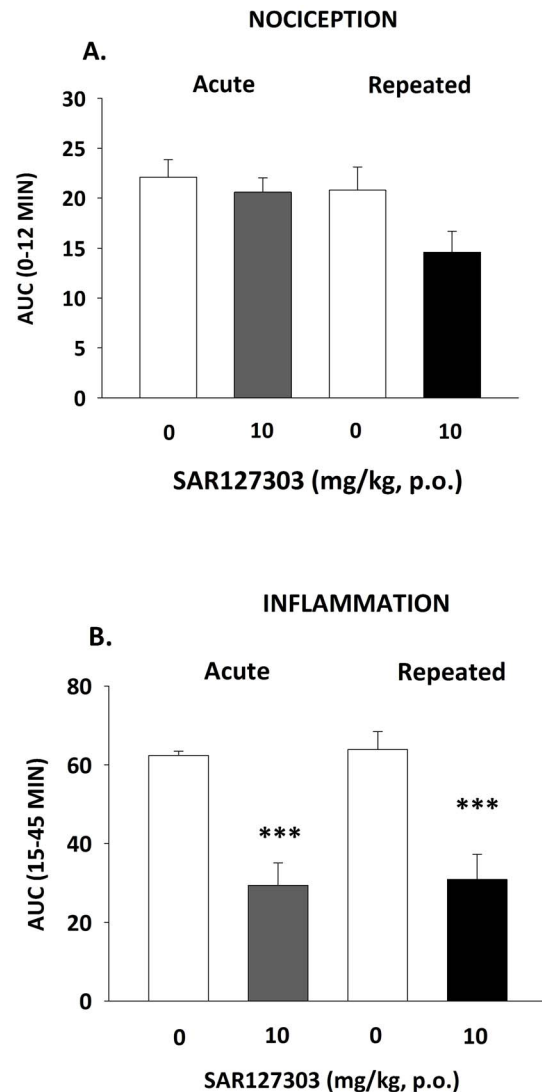 NOCICEPTION
A.
Acute Repeated
30
25
20
15
10
5
0
AUC (0-12 MIN)
0 10 0 10
SAR127303 (mg/kg, p.o.)
INFLAMMATION
B.
Acute Repeated
80
60
40
20
0
AUC (15-45 MIN)
*** ***
0 10 0 10
SAR127303 (mg/kg, p.o.)